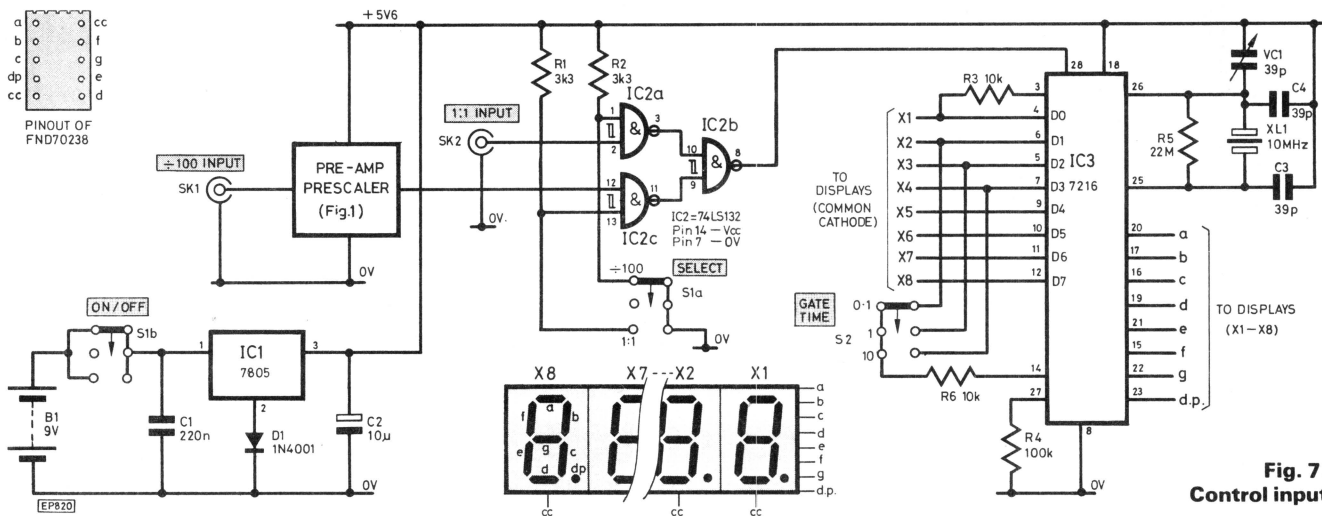 a cc
b f
c g
dp e
cc d
PINOUT OF
FND70238
÷100 INPUT
SK1
PRE-AMP
PRESCALER
(Fig.1)
+5V6
0V
ON/OFF
S1b
B1
9V
C1
220n
1
IC1
7805
3
2
D1
1N4001
C2
10µ
0V
EP820
R1
3k3
R2
3k3
1:1 INPUT
SK2
0V.
IC2a
1
2
&
3
IC2b
10
9
&
8
12
13
&
11
IC2c
IC2=74LS132
Pin 14 – Vcc
Pin 7 – 0V
÷100
SELECT
S1a
1:1
0V
X8
X7 --- X2
X1
a
b
c
d
e
f
g
d.p.
a
f b
g
e c
d dp
cc
cc
cc
TO
DISPLAYS
(COMMON
CATHODE)
X1
X2
X3
X4
X5
X6
X7
X8
R3 10k
3
4
6
5
7
9
10
11
12
D0
D1
D2
D3
D4
D5
D6
D7
IC3
7216
28
18
26
25
GATE
TIME
0·1
1
10
S2
R6 10k
14
27
R4
100k
8
0V
VC1
39p
C4
39p
R5
22M
XL1
10MHz
C3
39p
20 a
17 b
16 c
19 d
21 e
15 f
22 g
23 d.p.
TO DISPLAYS
(X1–X8)
Fig. 7
Control input